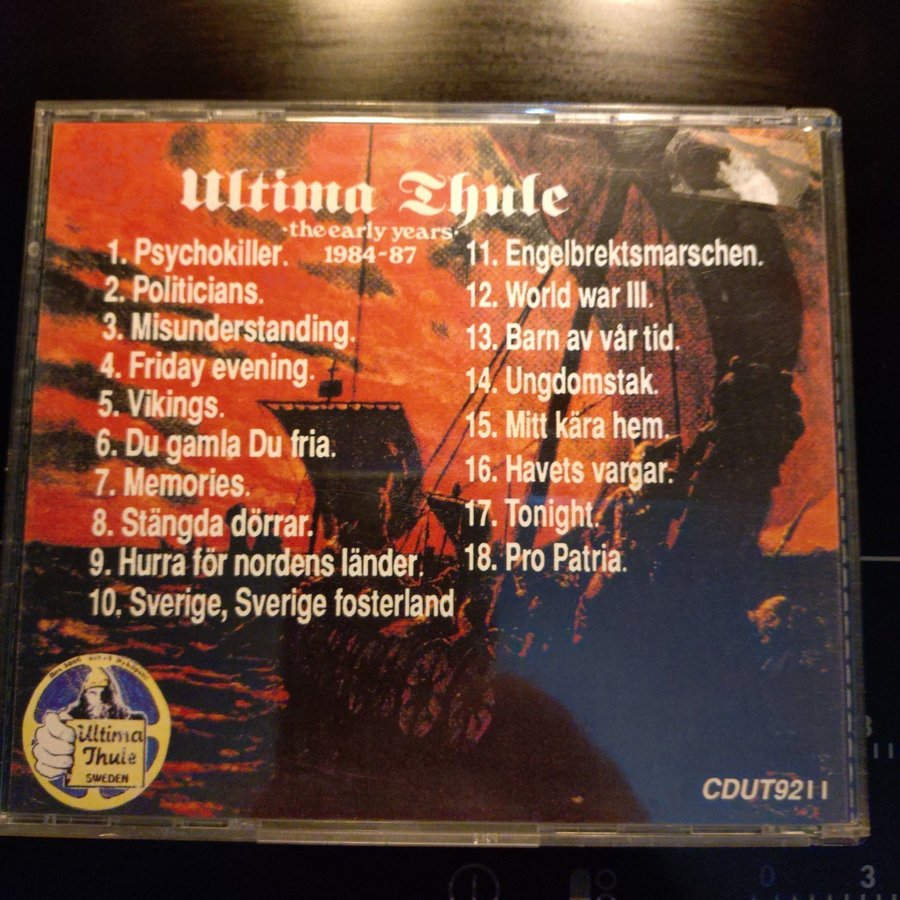 Ultima Thule
·the early years·
1984-87
1. Psychokiller.
2. Politicians.
3. Misunderstanding.
4. Friday evening.
5. Vikings.
6. Du gamla Du fria.
7. Memories.
8. Stängda dörrar.
9. Hurra för nordens länder.
10. Sverige, Sverige fosterland
11. Engelbrektsmarschen.
12. World war III.
13. Barn av vår tid.
14. Ungdomstak.
15. Mitt kära hem.
16. Havets vargar.
17. Tonight.
18. Pro Patria.
Ultima
Thule
SWEDEN
CDUT9211
0
3